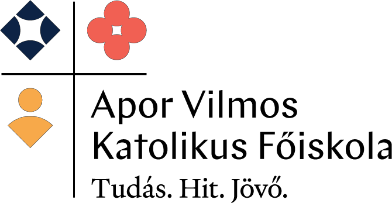 Apor Vilmos
Katolikus Főiskola
Tudás. Hit. Jövő.